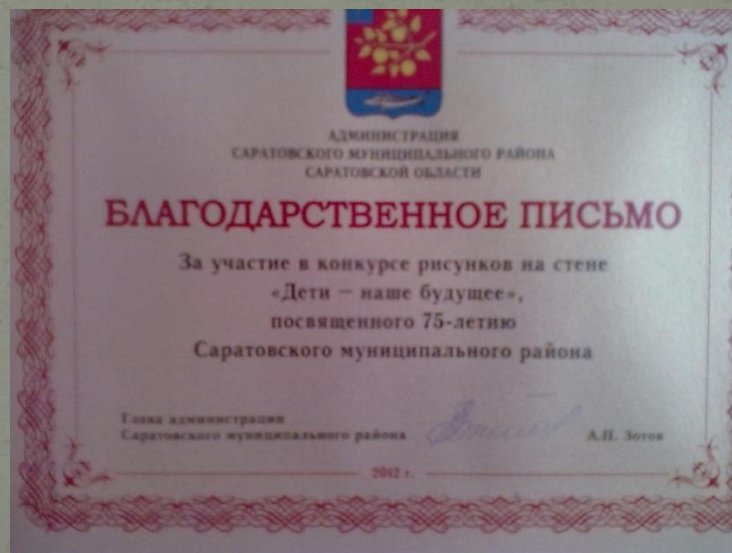 АДМИНИСТРАЦИЯ
САРАТОВСКОГО МУНИЦИПАЛЬНОГО РАЙОНА
САРАТОВСКОЙ ОБЛАСТИ
БЛАГОДАРСТВЕННОЕ ПИСЬМО
За участие в конкурсе рисунков на стене
«Дети – наше будущее»,
посвященного 75-летию
Саратовского муниципального района
Глава администрации
Саратовского муниципального района А.П. Зотов
2012 г.